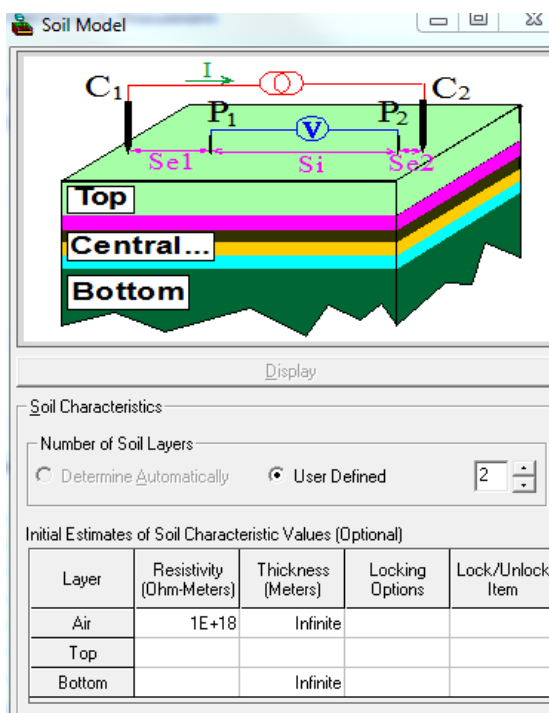 Soil Model
I
C1
C2
P1
P2
V
Se1
Si
Se2
Top
Central...
Bottom
Display
Soil Characteristics
Number of Soil Layers
Determine Automatically
User Defined
2
Initial Estimates of Soil Characteristic Values (Optional)
Layer Resistivity (Ohm-Meters) Thickness (Meters) Locking Options Lock/Unlock Item
Air 1E+18 Infinite
Top
Bottom Infinite